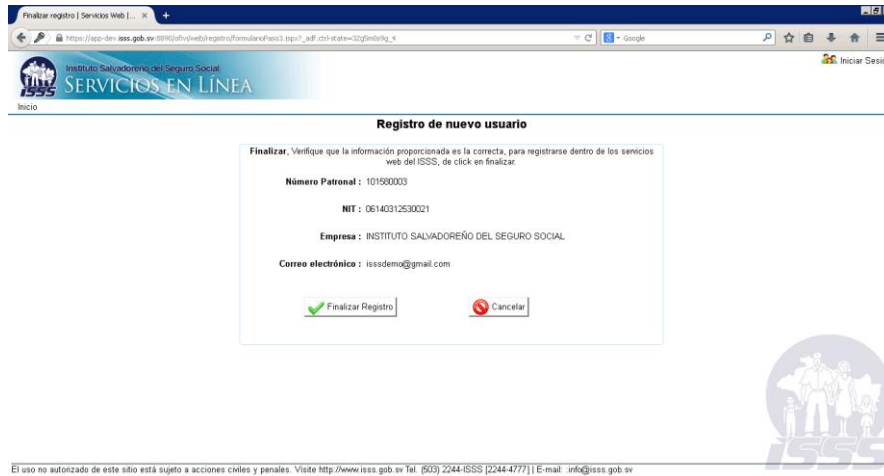 Finalizar registro | Servicios Web | ...
https://app-dev.isss.gob.sv:8890/ofivi/web/registro/formularioPaso3.jspx?_adf.ctrl-state=32g5m0s9g_4
Google
Instituto Salvadoreño del Seguro Social
SERVICIOS EN LÍNEA
ISSS
Iniciar Sesió
Inicio
Registro de nuevo usuario
Finalizar, Verifique que la información proporcionada es la correcta, para registrarse dentro de los servicios
web del ISSS, de click en finalizar.
Número Patronal : 101580003
NIT : 06140312530021
Empresa : INSTITUTO SALVADOREÑO DEL SEGURO SOCIAL
Correo electrónico : isssdemo@gmail.com
Finalizar Registro
Cancelar
ISSS
El uso no autorizado de este sitio está sujeto a acciones civiles y penales. Visite http://www.isss.gob.sv Tel. (503) 2244-ISSS [2244-4777] | E-mail: :info@isss.gob.sv